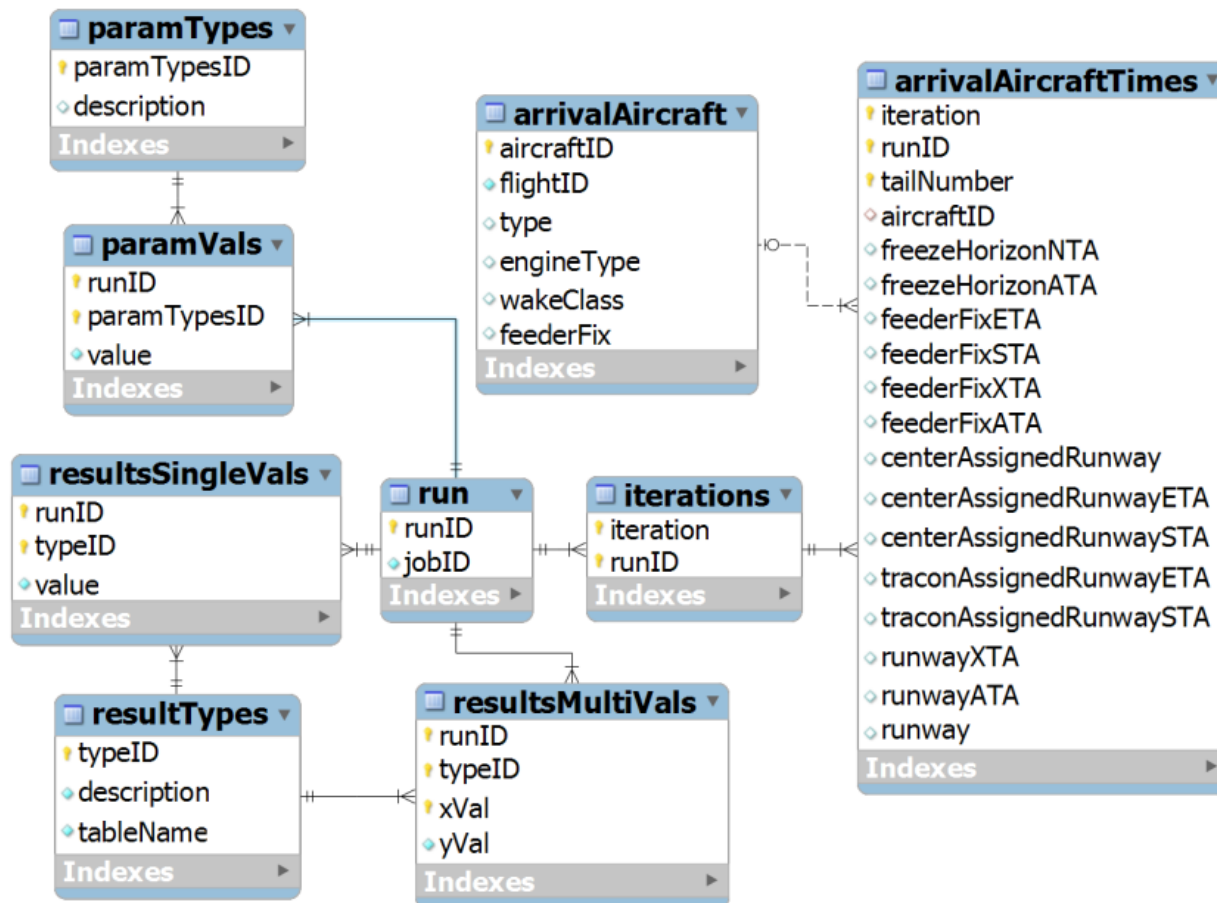 paramTypes
paramTypesID
description
Indexes
paramVals
runID
paramTypesID
value
Indexes
arrivalAircraft
aircraftID
flightID
type
engineType
wakeClass
feederFix
Indexes
arrivalAircraftTimes
iteration
runID
tailNumber
aircraftID
freezeHorizonNTA
freezeHorizonATA
feederFixETA
feederFixSTA
feederFixXTA
feederFixATA
centerAssignedRunway
centerAssignedRunwayETA
centerAssignedRunwaySTA
traconAssignedRunwayETA
traconAssignedRunwaySTA
runwayXTA
runwayATA
runway
Indexes
resultsSingleVals
runID
typeID
value
Indexes
run
runID
jobID
Indexes
iterations
iteration
runID
Indexes
resultTypes
typeID
description
tableName
Indexes
resultsMultiVals
runID
typeID
xVal
yVal
Indexes